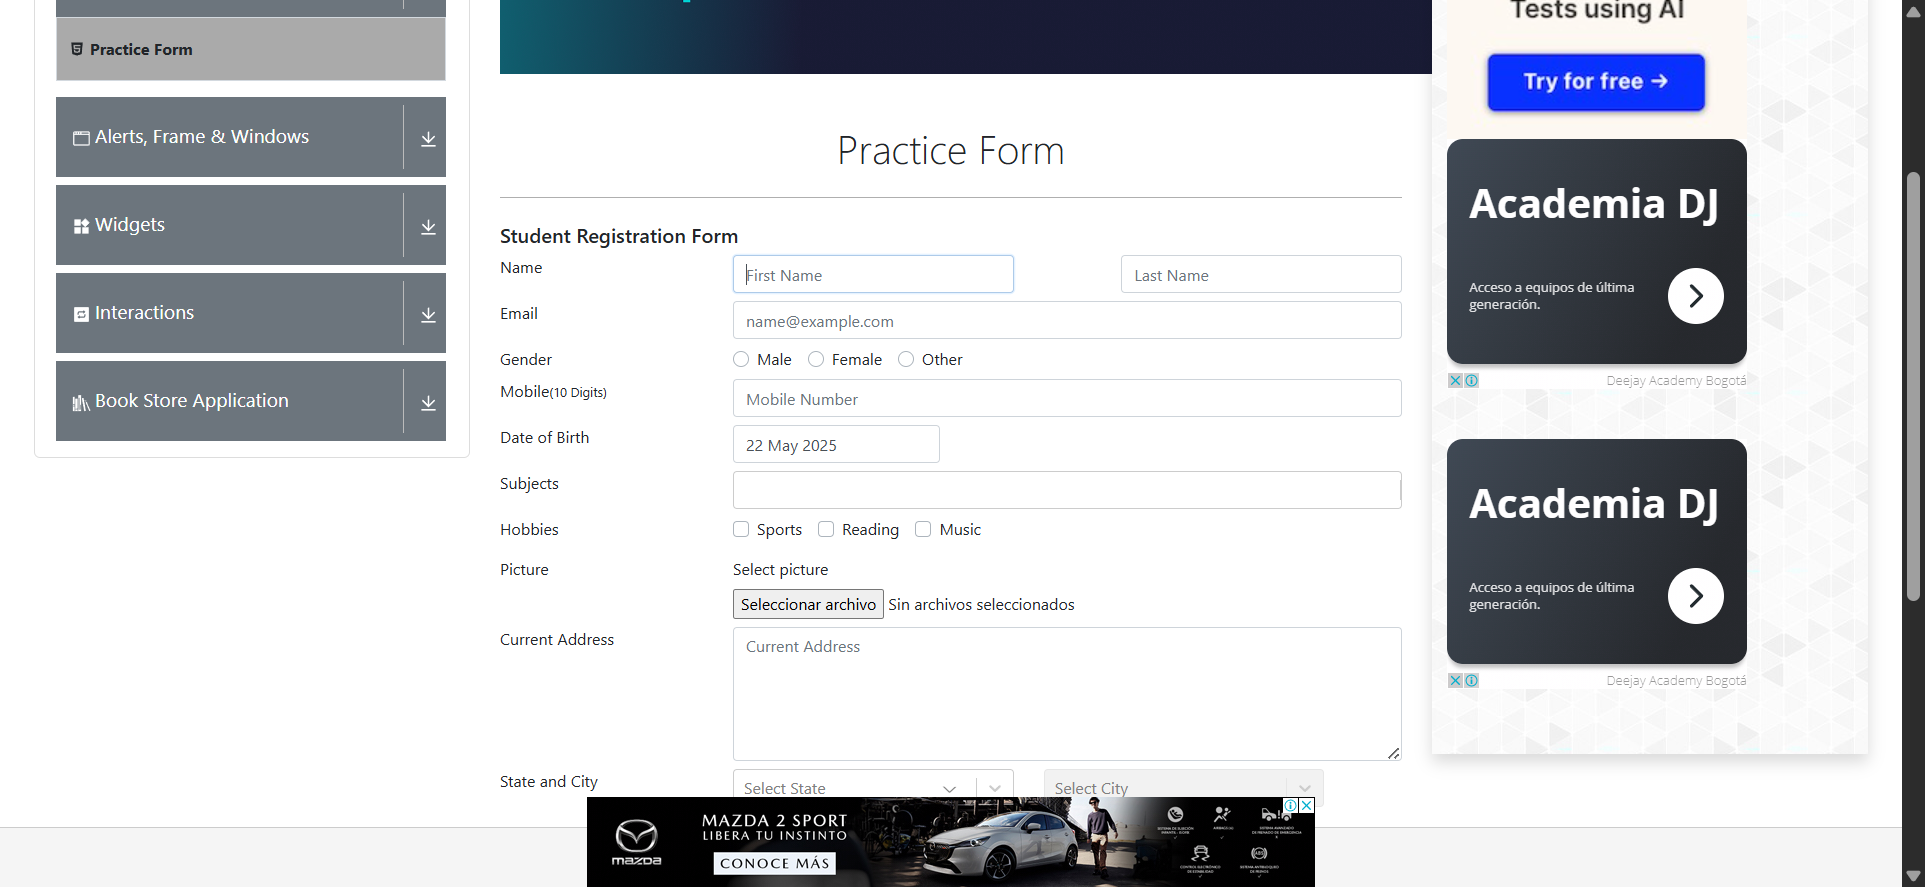 Practice Form
Alerts, Frame & Windows
Widgets
Interactions
Book Store Application
Practice Form
Student Registration Form
Name
First Name
Last Name
Email
name@example.com
Gender
Male
Female
Other
Mobile(10 Digits)
Mobile Number
Date of Birth
22 May 2025
Subjects
Hobbies
Sports
Reading
Music
Picture
Select picture
Seleccionar archivo
Sin archivos seleccionados
Current Address
Current Address
State and City
Select State
Select City
Tests using AI
Try for free →
Academia DJ
Acceso a equipos de última
generación.
Deejay Academy Bogotá
Academia DJ
Acceso a equipos de última
generación.
Deejay Academy Bogotá
mazda
MAZDA 2 SPORT
LIBERA TU INSTINTO
CONOCE MÁS